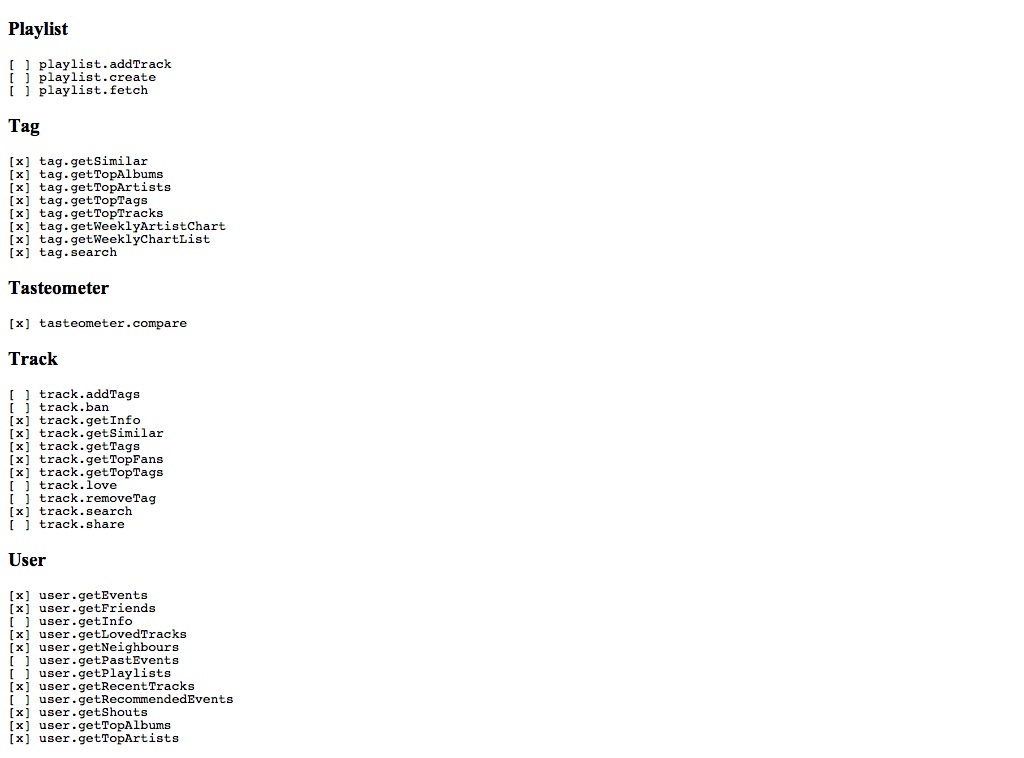 Playlist
[ ] playlist.addTrack
[ ] playlist.create
[ ] playlist.fetch
Tag
[x] tag.getSimilar
[x] tag.getTopAlbums
[x] tag.getTopArtists
[x] tag.getTopTags
[x] tag.getTopTracks
[x] tag.getWeeklyArtistChart
[x] tag.getWeeklyChartList
[x] tag.search
Tasteometer
[x] tasteometer.compare
Track
[ ] track.addTags
[ ] track.ban
[x] track.getInfo
[x] track.getSimilar
[x] track.getTags
[x] track.getTopFans
[x] track.getTopTags
[ ] track.love
[ ] track.removeTag
[x] track.search
[ ] track.share
User
[x] user.getEvents
[x] user.getFriends
[ ] user.getInfo
[x] user.getLovedTracks
[x] user.getNeighbours
[ ] user.getPastEvents
[ ] user.getPlaylists
[x] user.getRecentTracks
[ ] user.getRecommendedEvents
[x] user.getShouts
[x] user.getTopAlbums
[x] user.getTopArtists